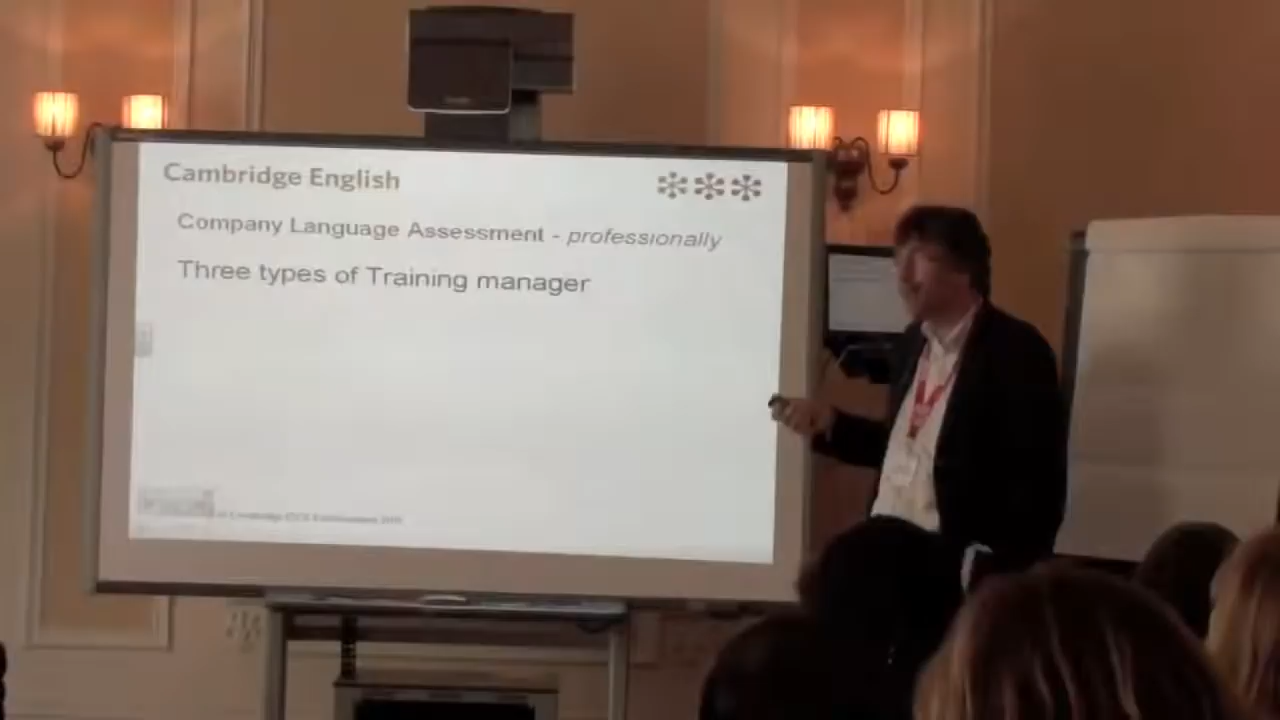 Cambridge English
Company Language Assessment - professionally
Three types of Training manager